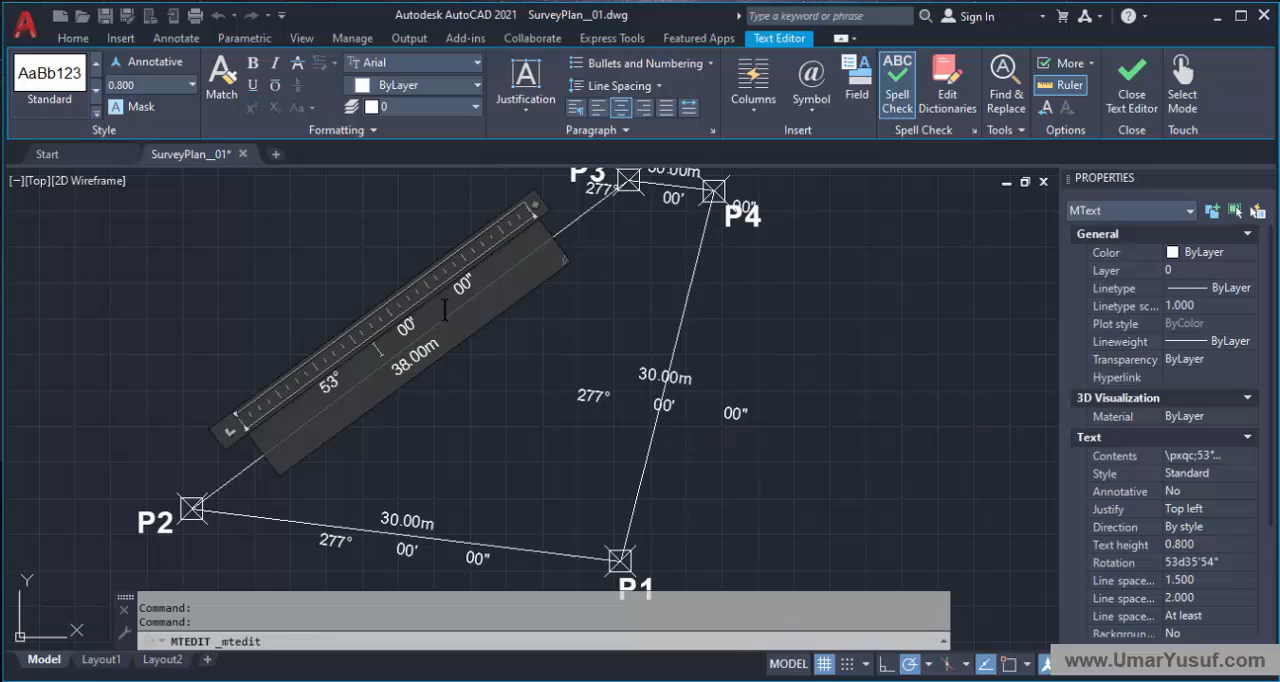 Autodesk AutoCAD 2021 SurveyPlan__01.dwg
Type a keyword or phrase
Sign In
Home Insert Annotate Parametric View Manage Output Add-ins Collaborate Express Tools Featured Apps Text Editor
AaBb123
Standard
Annotative
0.800
Mask
Style
Match
B I A
U O
Arial
ByLayer
0
Formatting
Justification
Bullets and Numbering
Line Spacing
Paragraph
Columns
Symbol
Field
Insert
ABC
Spell
Check
Edit
Dictionaries
Spell Check
Find &
Replace
Tools
More
Ruler
Options
Close
Text Editor
Close
Select
Mode
Touch
Start
SurveyPlan__01*
[−][Top][2D Wireframe]
P3
30.00m
277°
00'
00"
P4
00"
00'
38.00m
53°
30.00m
277°
00'
00"
P2
30.00m
277°
00'
00"
P1
Y
X
PROPERTIES
MText
General
Color ByLayer
Layer 0
Linetype ByLayer
Linetype sc... 1.000
Plot style ByColor
Lineweight ByLayer
Transparency ByLayer
Hyperlink
3D Visualization
Material ByLayer
Text
Contents \pxqc;53°...
Style Standard
Annotative No
Justify Top left
Direction By style
Text height 0.800
Rotation 53d35'54"
Line space... 1.500
Line space... 2.000
Line space... At least
Backgroun... No
Command:
Command:
MTEDIT _mtedit
Model Layout1 Layout2
MODEL
www.UmarYusuf.com